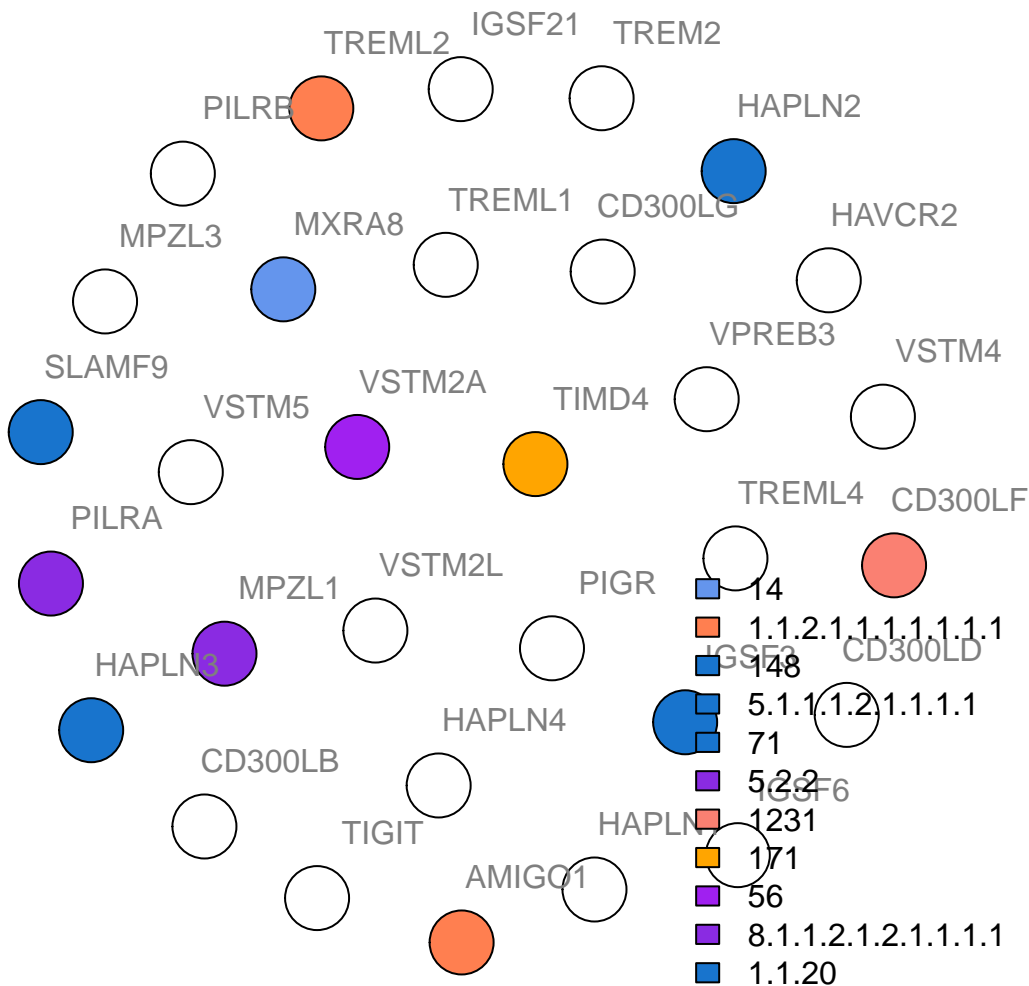 IGSF21
TREM2
TREML2
PILRB
HAPLN2
TREML1
CD300LG
MXRA8
HAVCR2
MPZL3
VPREB3
VSTM4
SLAMF9
VSTM2A
TIMD4
VSTM5
TREML4
CD300LF
PILRA
VSTM2L
PIGR
MPZL1
14
1.1.2.1.1.1.1.1.1.1
IGSF3
CD300LD
HAPLN3
148
5.1.1.1.2.1.1.1.1
HAPLN4
71
CD300LB
5.2.2
IGSF6
1231
TIGIT
171
AMIGO1
56
8.1.1.2.1.2.1.1.1.1
1.1.20